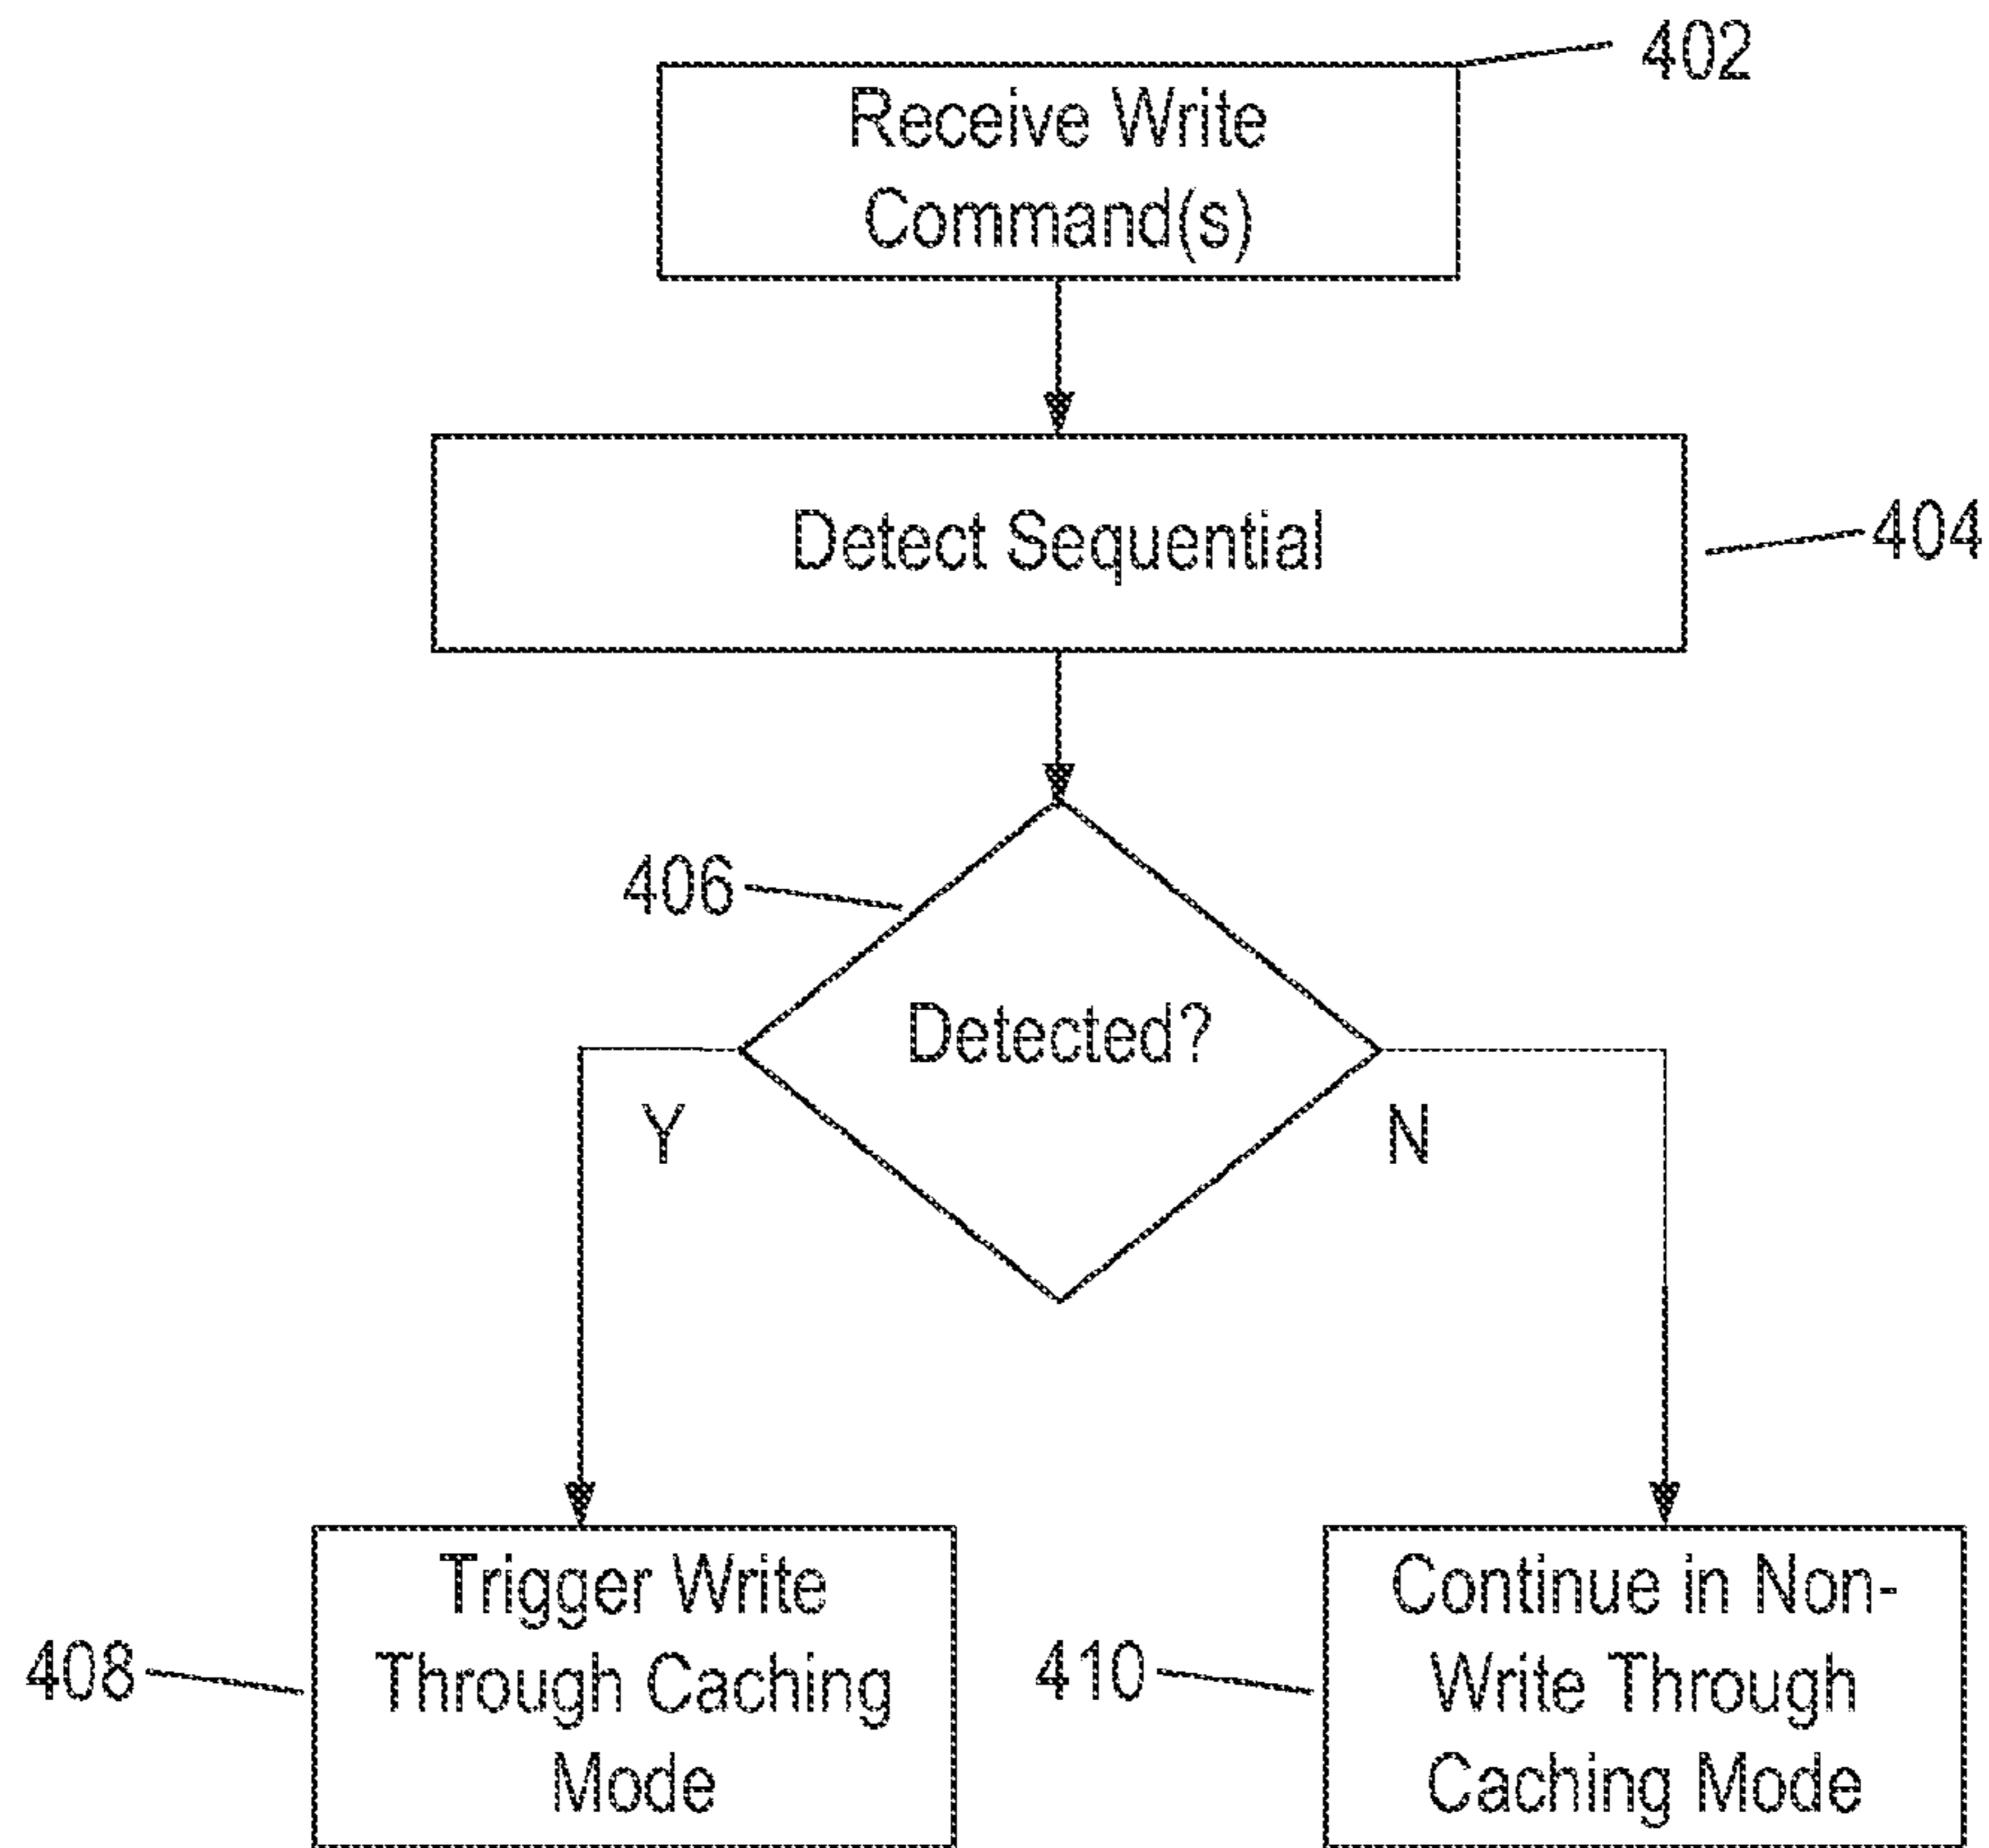 402
Receive Write
Command(s)
Detect Sequential
404
406
Detected?
Y
N
408
Trigger Write
Through Caching
Mode
410
Continue in Non-
Write Through
Caching Mode